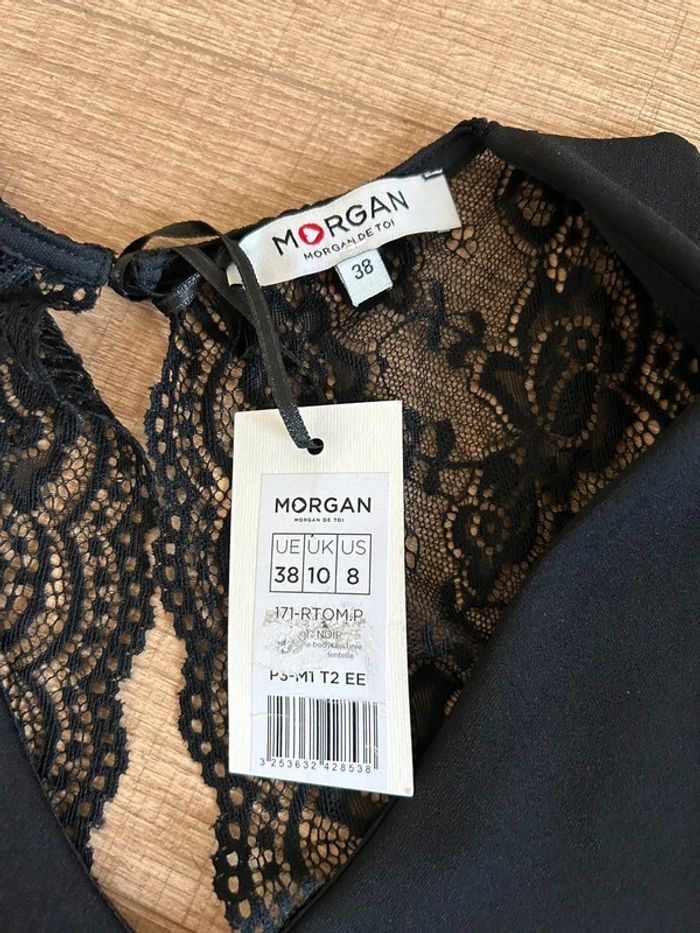 MORGAN
MORGAN DE TOI
38
MORGAN
MORGAN DE TOI
UE UK US
38 10 8
171-RTOM.P
NOIR
dentelle
P3-M1 T2 EE
3 253632 428538